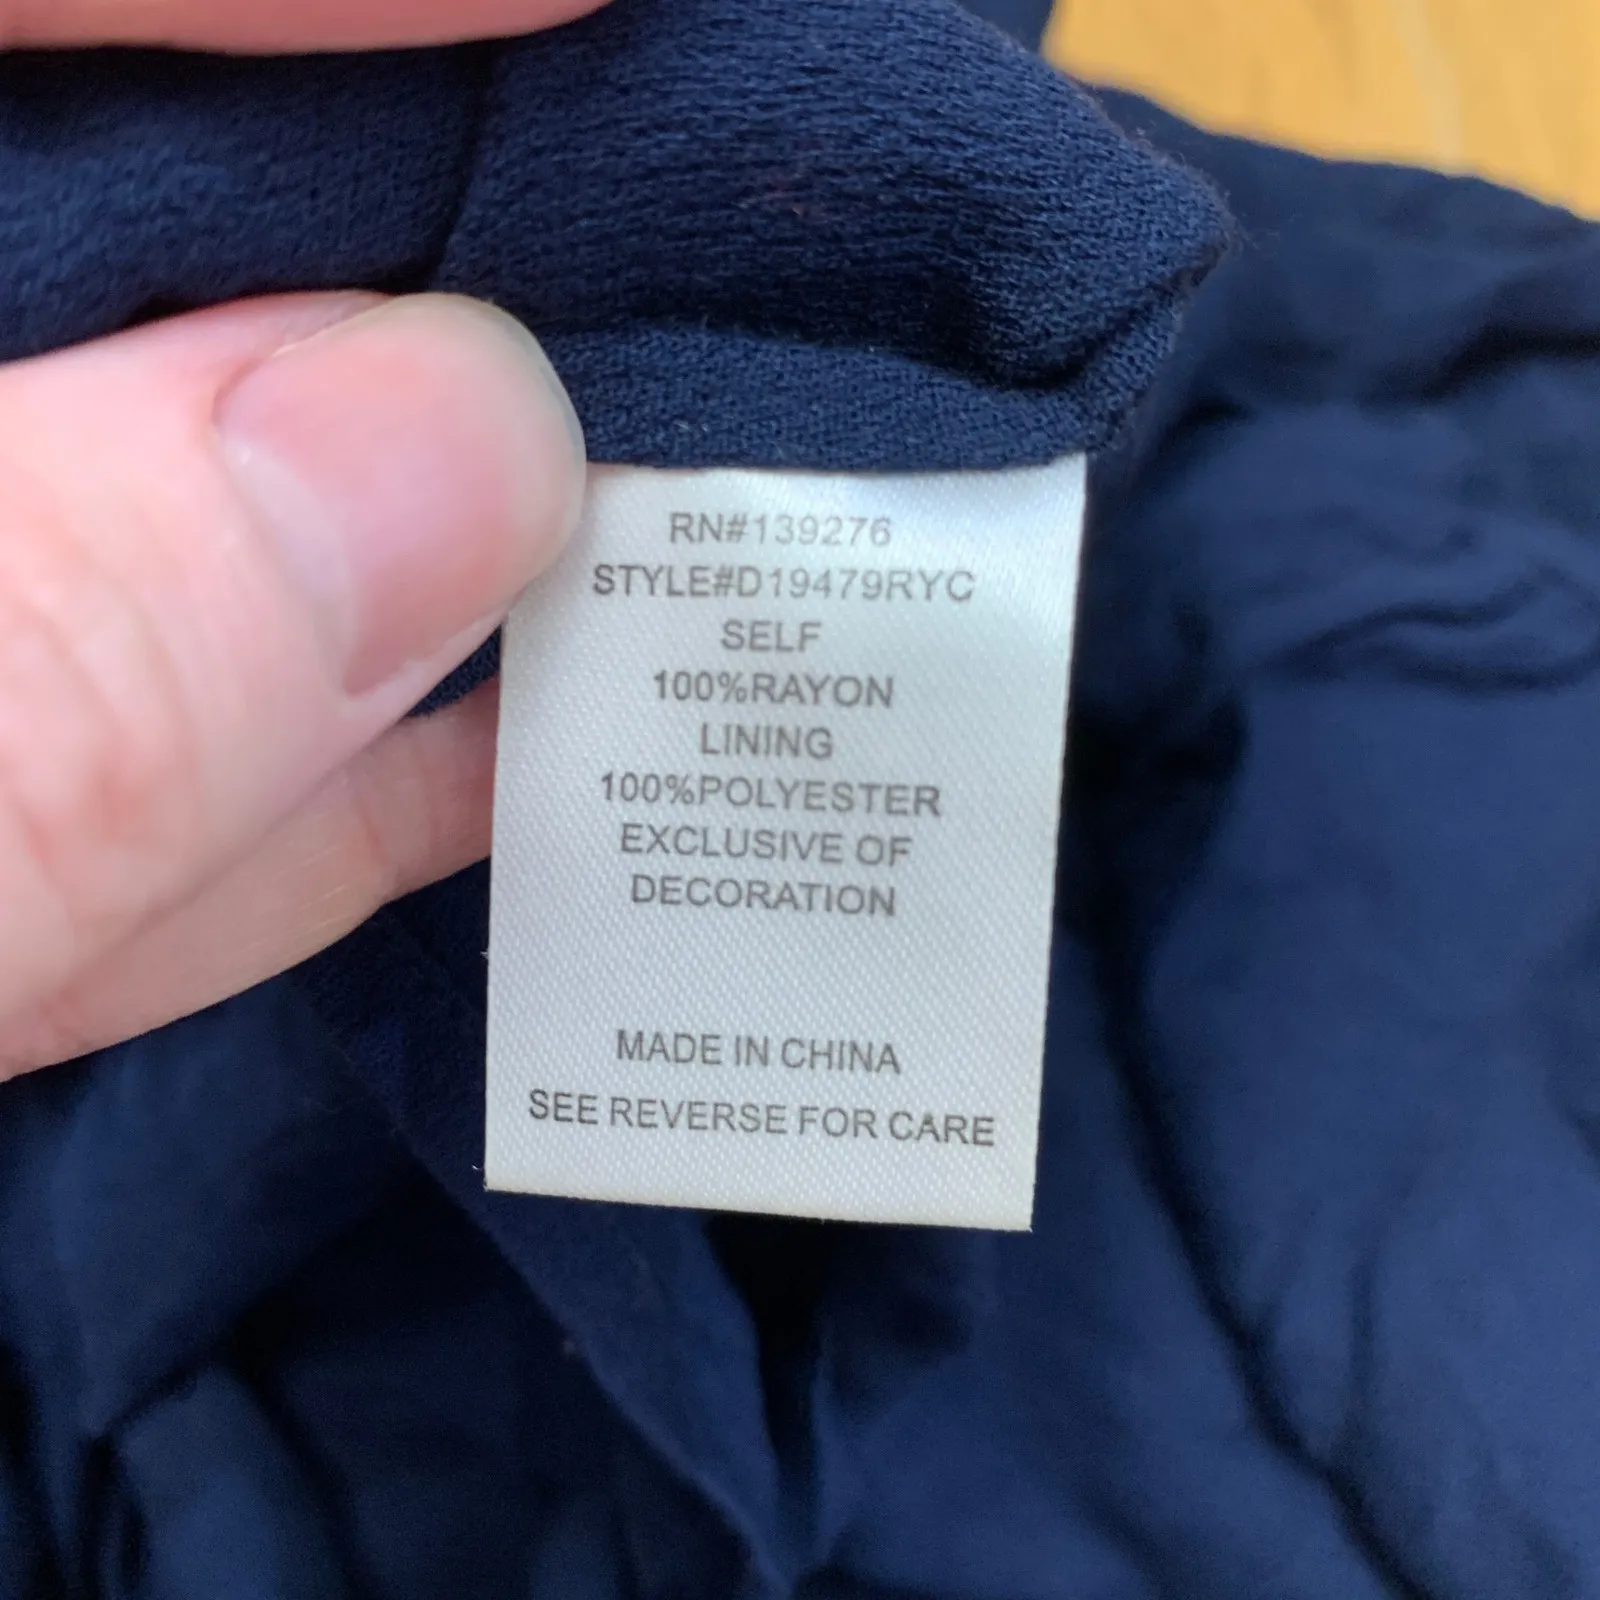 RN#139276
STYLE#D19479RYC
SELF
100%RAYON
LINING
100%POLYESTER
EXCLUSIVE OF
DECORATION
MADE IN CHINA
SEE REVERSE FOR CARE